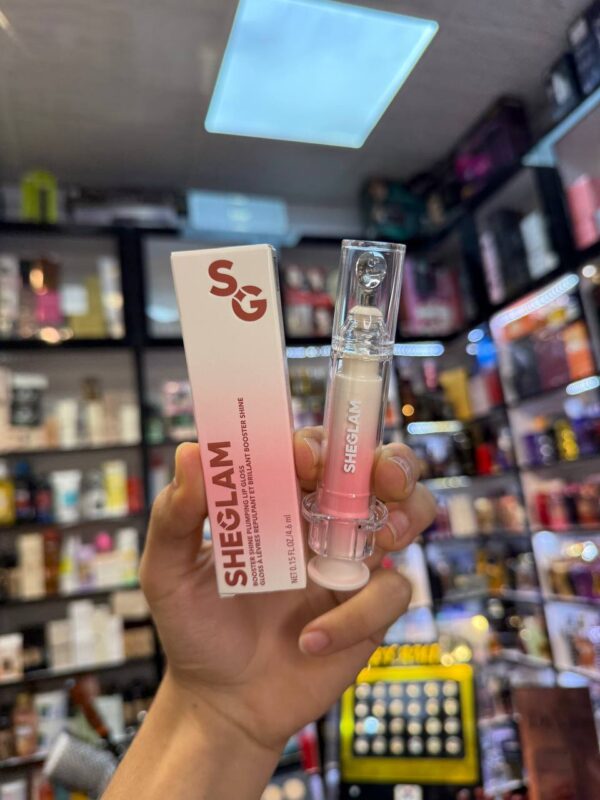 SG
SHEGLAM
BOOSTER SHINE PLUMPING LIP GLOSS
GLOSS À LÈVRES REPULPANT ET BRILLANT BOOSTER SHINE
NET 0.15 FL.OZ./4.6 ml
SHEGLAM